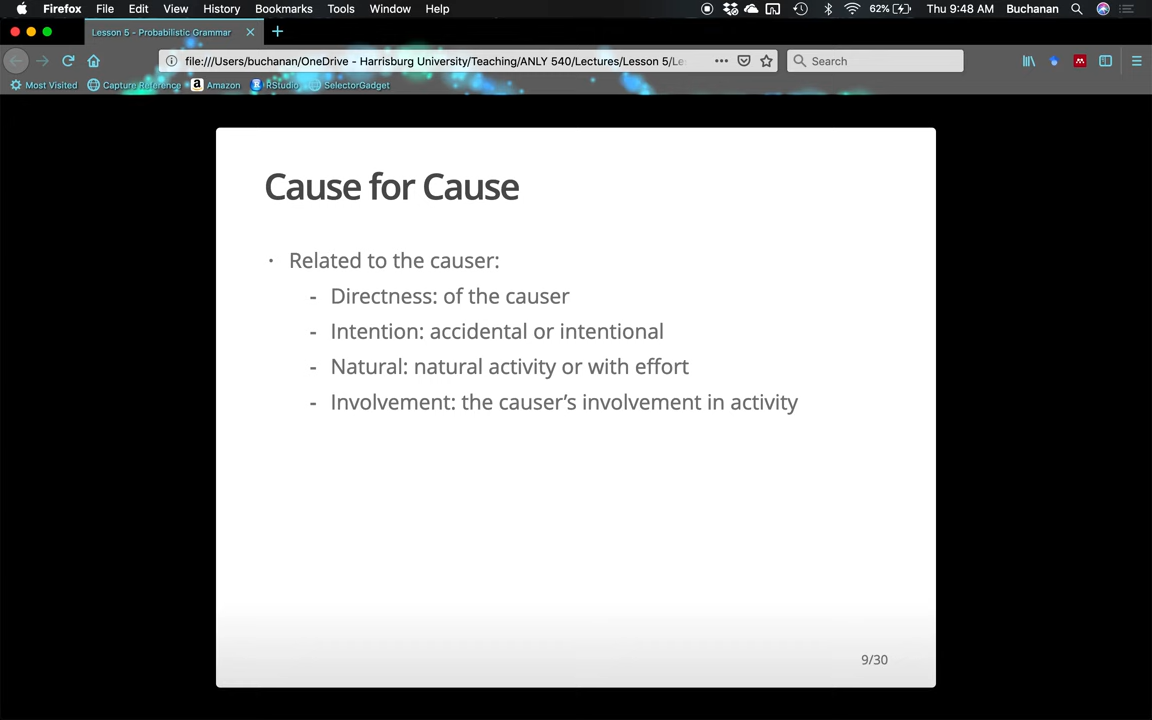 Firefox File Edit View History Bookmarks Tools Window Help 62% Thu 9:48 AM Buchanan
Lesson 5 - Probabilistic Grammar
file:///Users/buchanan/OneDrive - Harrisburg University/Teaching/ANLY 540/Lectures/Lesson 5/Le Search
Most Visited Capture Reference a Amazon RStudio SelectorGadget
Cause for Cause
· Related to the causer:
- Directness: of the causer
- Intention: accidental or intentional
- Natural: natural activity or with effort
- Involvement: the causer’s involvement in activity
9/30